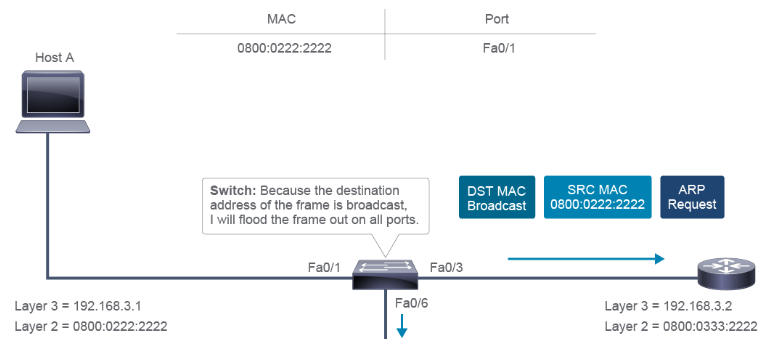 MAC Port
0800:0222:2222 Fa0/1
Host A
Switch: Because the destination
address of the frame is broadcast,
I will flood the frame out on all ports.
DST MAC
Broadcast
SRC MAC
0800:0222:2222
ARP
Request
Fa0/1
Fa0/3
Fa0/6
Layer 3 = 192.168.3.1
Layer 2 = 0800:0222:2222
Layer 3 = 192.168.3.2
Layer 2 = 0800:0333:2222